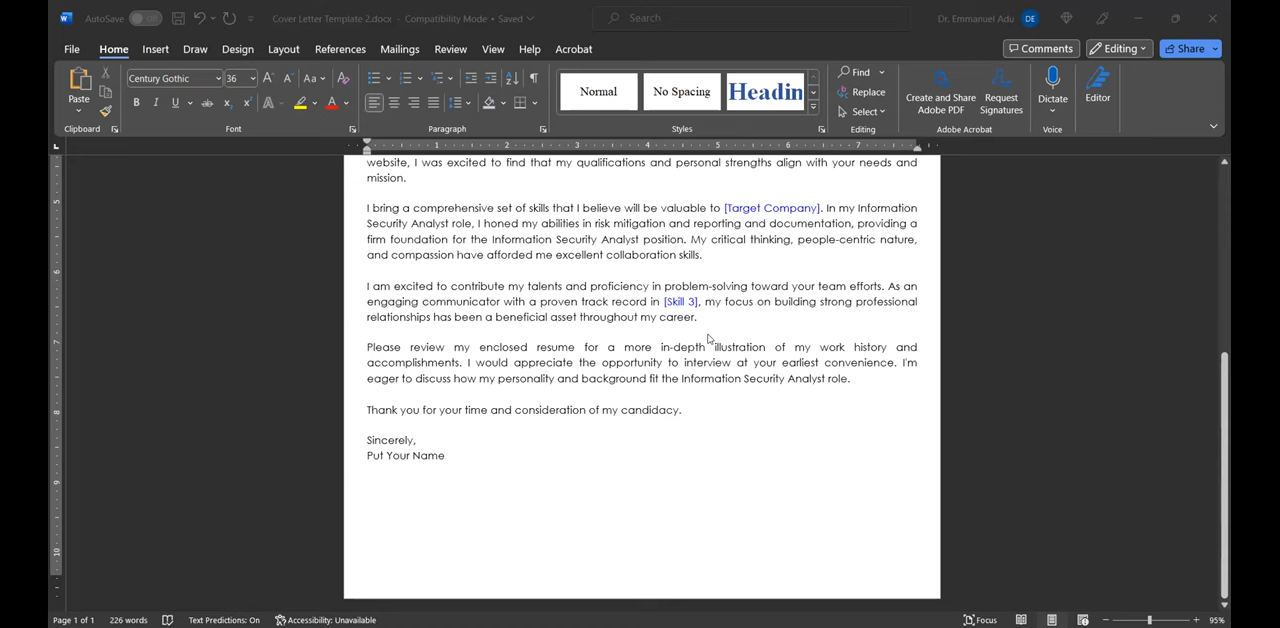 AutoSave Off Cover Letter Template 2.docx - Compatibility Mode • Saved Search Dr. Emmanuel Adu DE
File Home Insert Draw Design Layout References Mailings Review View Help Acrobat Comments Editing Share
Paste Century Gothic 36 Aa Normal No Spacing Headin Find Replace Select Create and Share Adobe PDF Request Signatures Dictate Editor
Clipboard Font Paragraph Styles Editing Adobe Acrobat Voice
1 2 3 4 5 6 7
website, I was excited to find that my qualifications and personal strengths align with your needs and
mission.
I bring a comprehensive set of skills that I believe will be valuable to [Target Company]. In my Information
Security Analyst role, I honed my abilities in risk mitigation and reporting and documentation, providing a
firm foundation for the Information Security Analyst position. My critical thinking, people-centric nature,
and compassion have afforded me excellent collaboration skills.
I am excited to contribute my talents and proficiency in problem-solving toward your team efforts. As an
engaging communicator with a proven track record in [Skill 3], my focus on building strong professional
relationships has been a beneficial asset throughout my career.
Please review my enclosed resume for a more in-depth illustration of my work history and
accomplishments. I would appreciate the opportunity to interview at your earliest convenience. I'm
eager to discuss how my personality and background fit the Information Security Analyst role.
Thank you for your time and consideration of my candidacy.
Sincerely,
Put Your Name
Page 1 of 1 226 words Text Predictions: On Accessibility: Unavailable Focus 95%